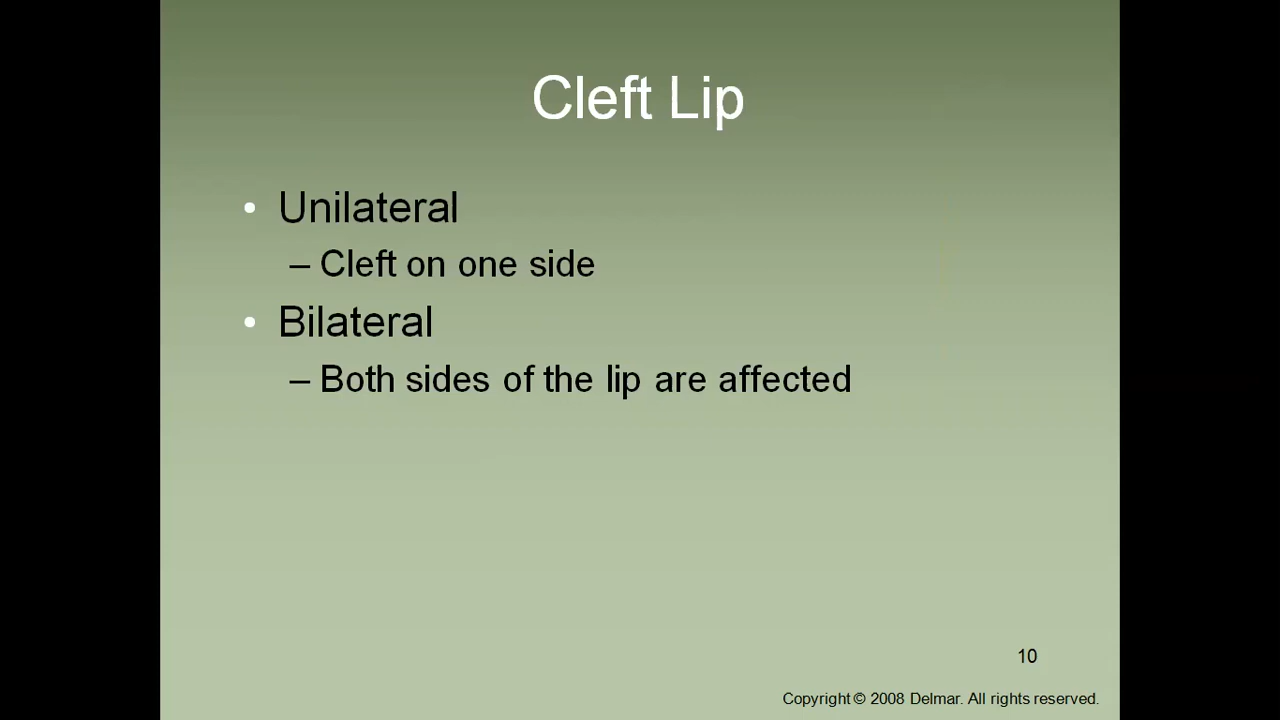 Cleft Lip
• Unilateral
– Cleft on one side
• Bilateral
– Both sides of the lip are affected
10
Copyright © 2008 Delmar. All rights reserved.